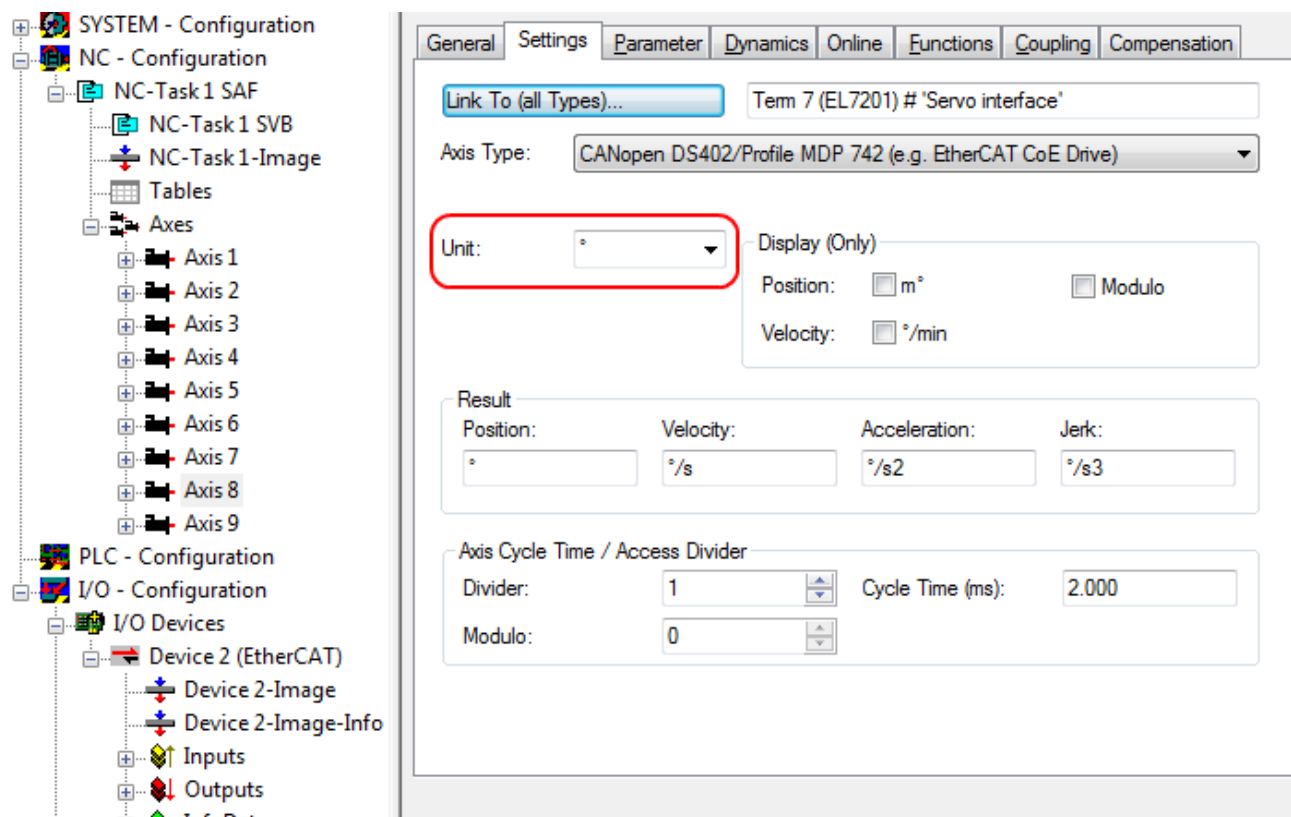 SYSTEM - Configuration
NC - Configuration
NC-Task 1 SAF
NC-Task 1 SVB
NC-Task 1-Image
Tables
Axes
Axis 1
Axis 2
Axis 3
Axis 4
Axis 5
Axis 6
Axis 7
Axis 8
Axis 9
PLC - Configuration
I/O - Configuration
I/O Devices
Device 2 (EtherCAT)
Device 2-Image
Device 2-Image-Info
Inputs
Outputs
General Settings Parameter Dynamics Online Functions Coupling Compensation
Link To (all Types)... Term 7 (EL7201) # "Servo interface"
Axis Type: CANopen DS402/Profile MDP 742 (e.g. EtherCAT CoE Drive)
Unit: °
Display (Only)
Position: m° Modulo
Velocity: °/min
Result
Position: Velocity: Acceleration: Jerk:
° °/s °/s2 °/s3
Axis Cycle Time / Access Divider
Divider: 1 Cycle Time (ms): 2.000
Modulo: 0